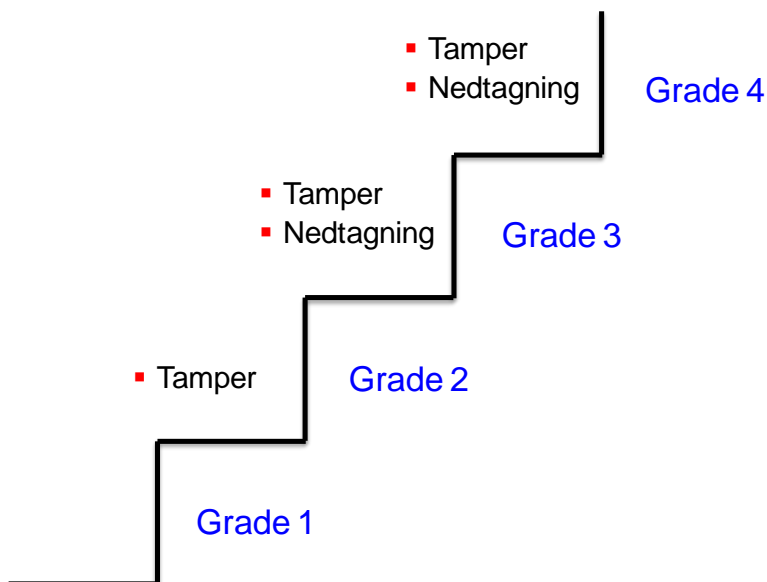 Tamper
Nedtagning
Grade 4
Tamper
Nedtagning
Grade 3
Tamper
Grade 2
Grade 1